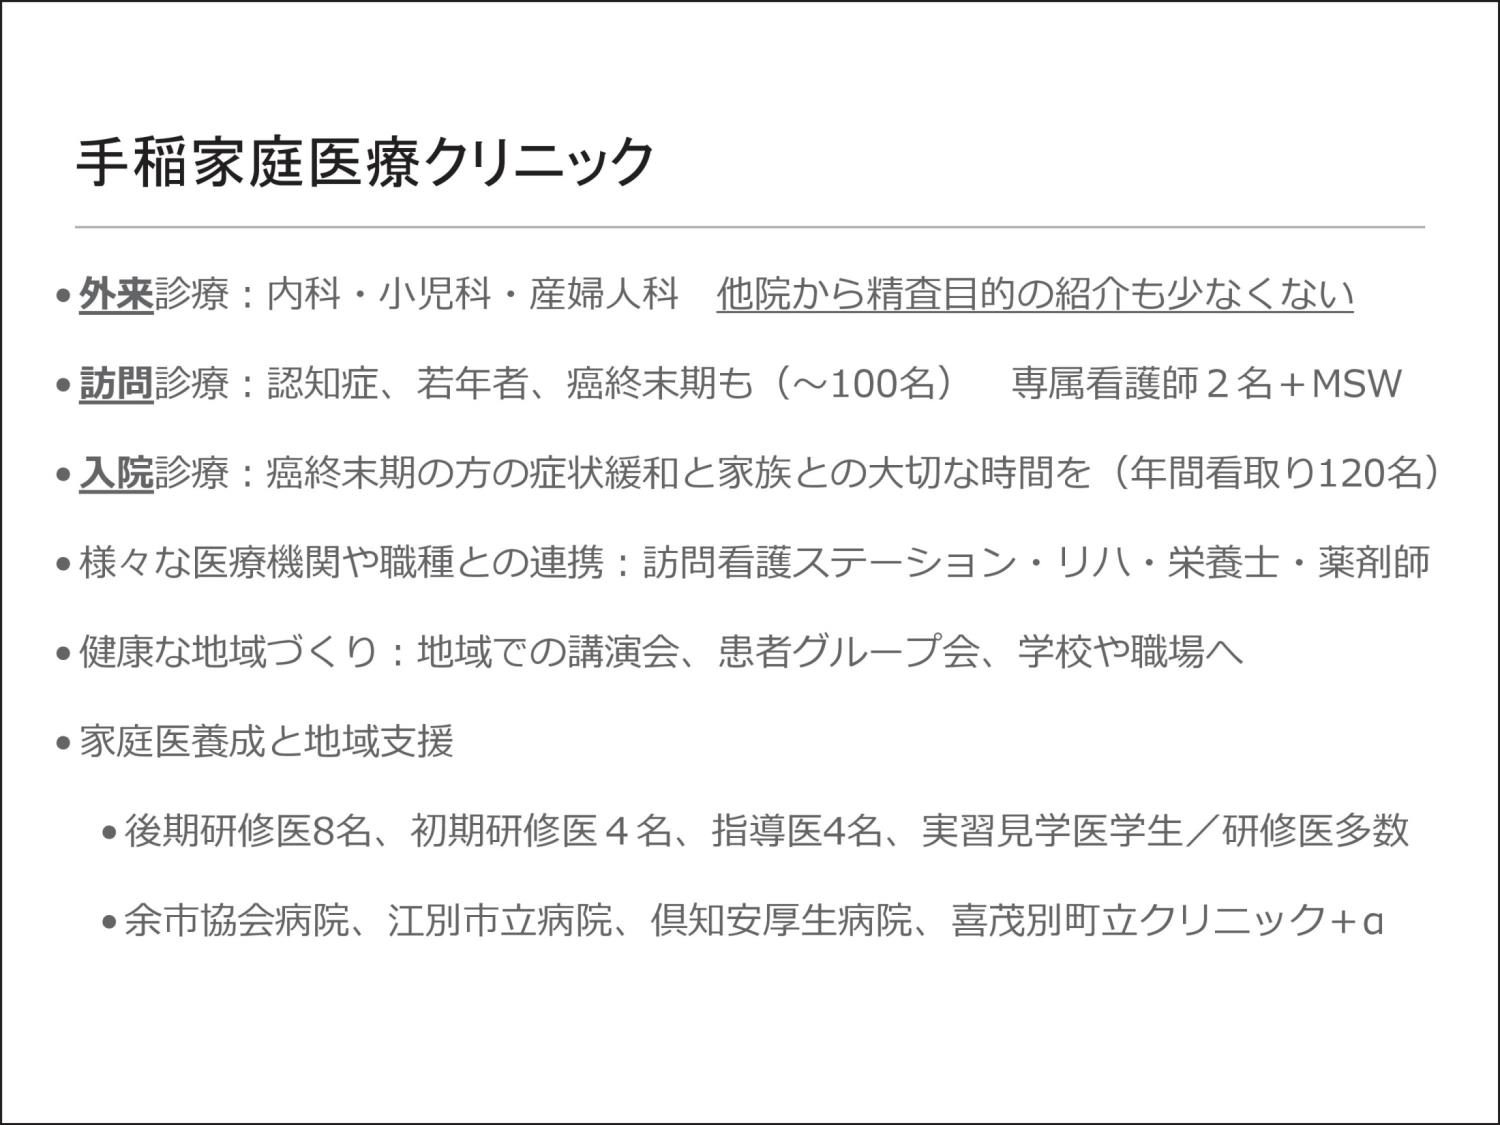 手稲家庭医療クリニック
•外来診療：内科・小児科・産婦人科　他院から精査目的の紹介も少なくない
•訪問診療：認知症、若年者、癌終末期も（～100名）　専属看護師２名＋MSW
•入院診療：癌終末期の方の症状緩和と家族との大切な時間を（年間看取り120名）
•様々な医療機関や職種との連携：訪問看護ステーション・リハ・栄養士・薬剤師
•健康な地域づくり：地域での講演会、患者グループ会、学校や職場へ
•家庭医養成と地域支援
•後期研修医8名、初期研修医４名、指導医4名、実習見学医学生／研修医多数
•余市協会病院、江別市立病院、倶知安厚生病院、喜茂別町立クリニック＋α